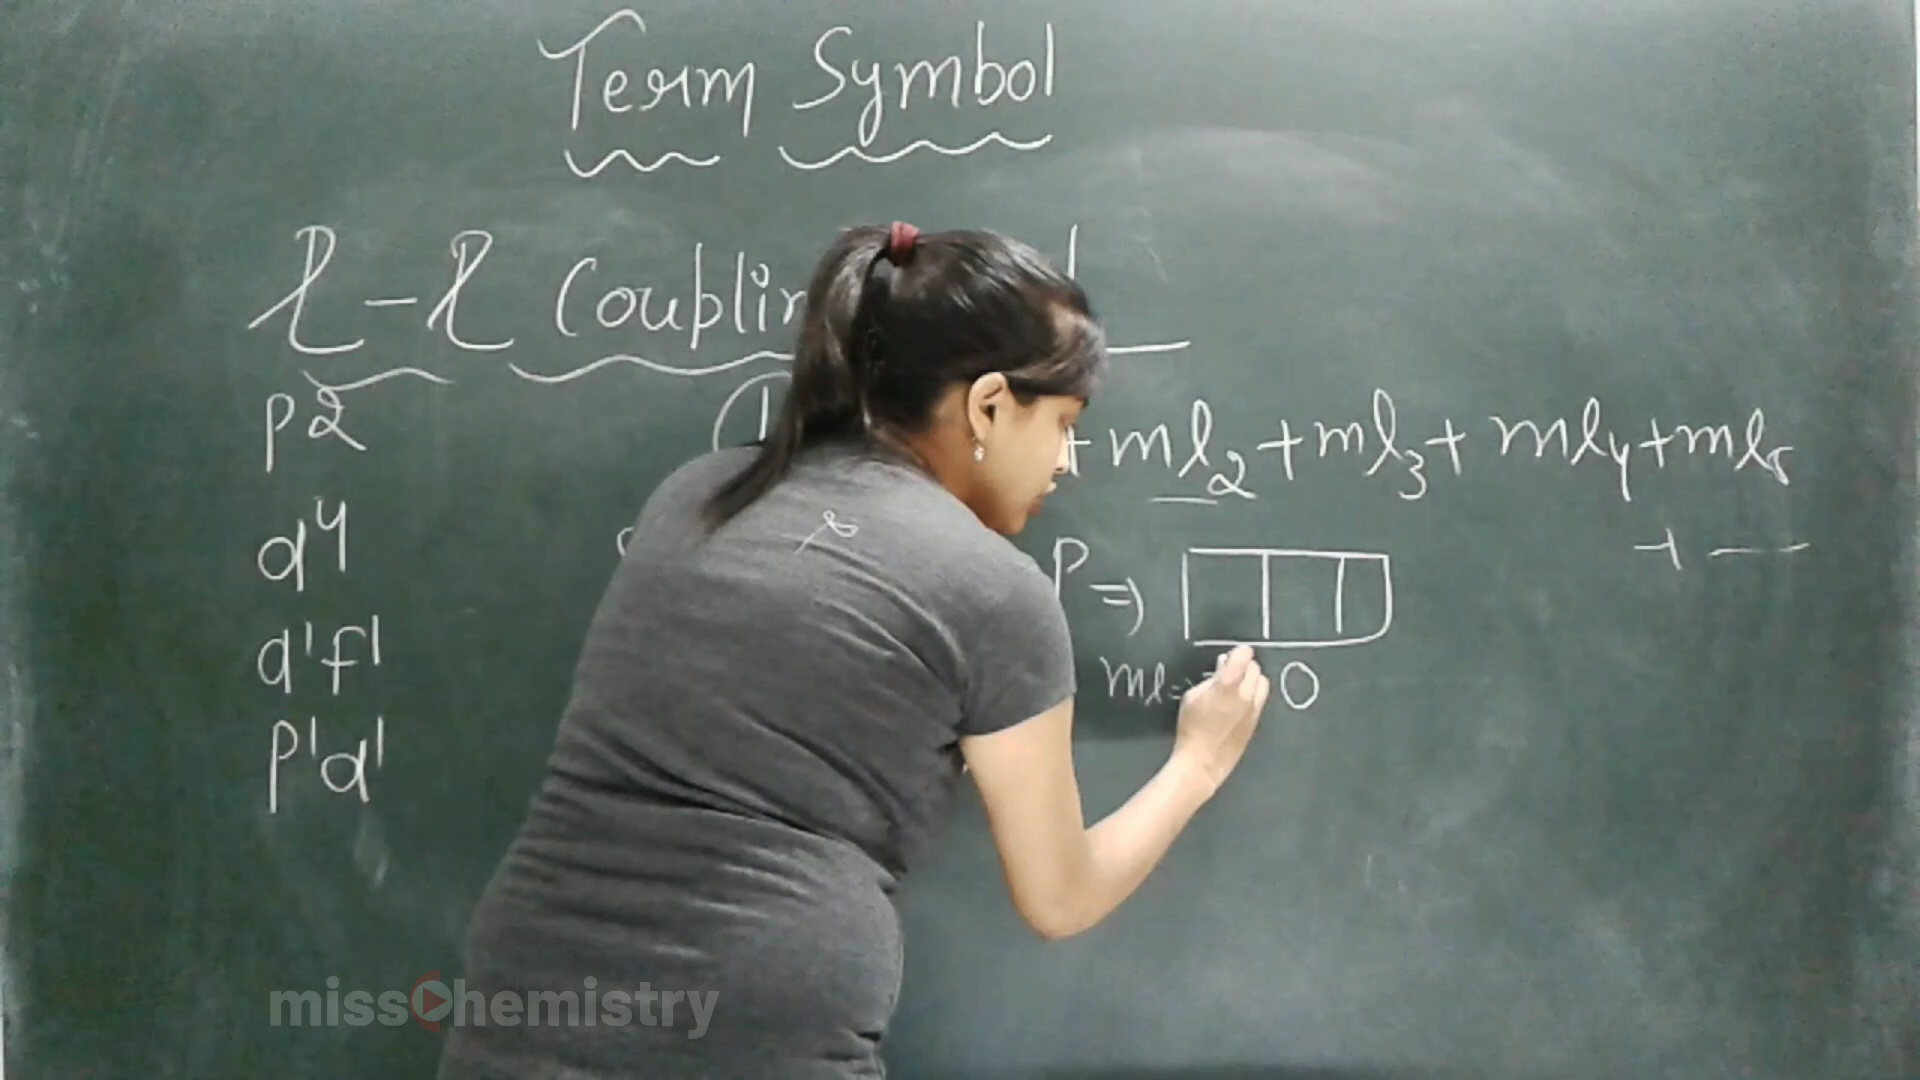 Term Symbol
l-l Coupling
p2
+ml2+ml3+ml4+ml5
+ —
d4
P ⇒
d1f1
ml⇒ 0
P1d1
missChemistry